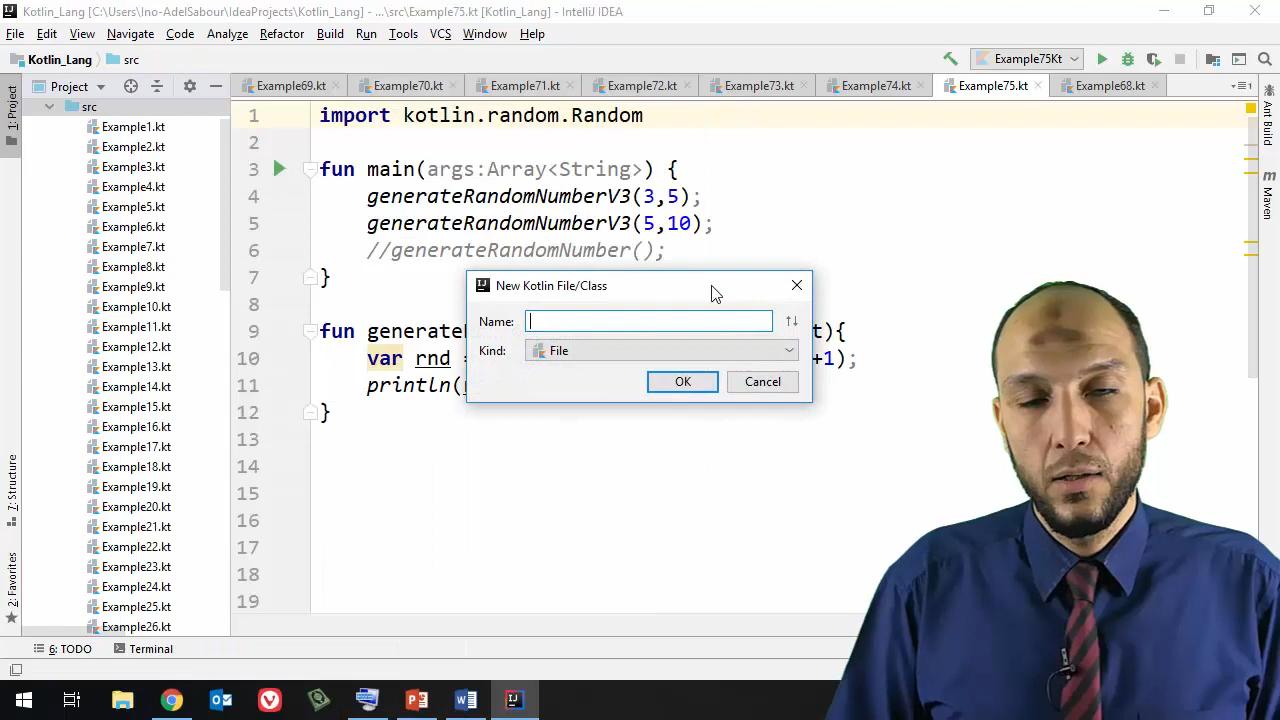 Kotlin_Lang [C:\Users\Ino-AdelSabour\IdeaProjects\Kotlin_Lang] - ...\src\Example75.kt [Kotlin_Lang] - IntelliJ IDEA
File Edit View Navigate Code Analyze Refactor Build Run Tools VCS Window Help
Kotlin_Lang src Example75Kt
Project Example69.kt Example70.kt Example71.kt Example72.kt Example73.kt Example74.kt Example75.kt Example68.kt
1: Project
7: Structure
2: Favorites
src
Example1.kt
Example2.kt
Example3.kt
Example4.kt
Example5.kt
Example6.kt
Example7.kt
Example8.kt
Example9.kt
Example10.kt
Example11.kt
Example12.kt
Example13.kt
Example14.kt
Example15.kt
Example16.kt
Example17.kt
Example18.kt
Example19.kt
Example20.kt
Example21.kt
Example22.kt
Example23.kt
Example24.kt
Example25.kt
Example26.kt
1 import kotlin.random.Random
2
3 fun main(args:Array<String>) {
4 generateRandomNumberV3(3,5);
5 generateRandomNumberV3(5,10);
6 //generateRandomNumber();
7 }
8
9 fun generate t){
10 var rnd = +1);
11 println(
12 }
13
14
15
16
17
18
19
New Kotlin File/Class
Name:
Kind: File
OK Cancel
Ant Build
m Maven
6: TODO Terminal